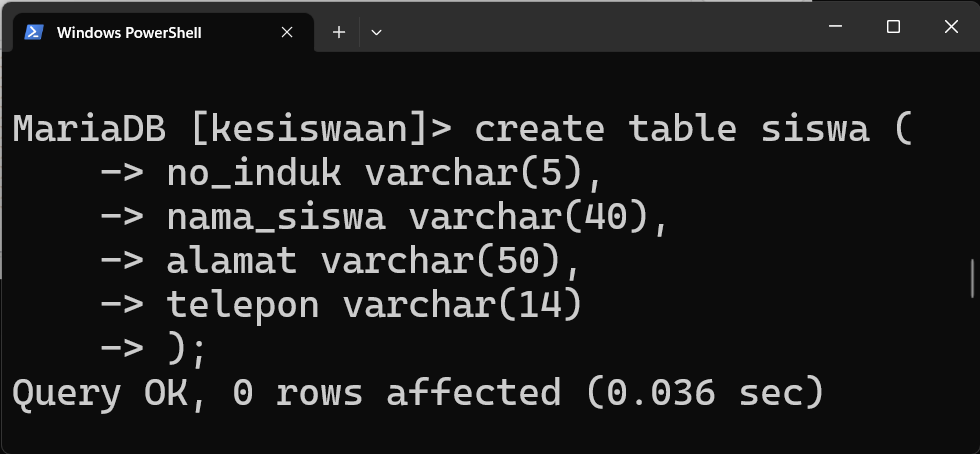 Windows PowerShell
MariaDB [kesiswaan]> create table siswa (
    -> no_induk varchar(5),
    -> nama_siswa varchar(40),
    -> alamat varchar(50),
    -> telepon varchar(14)
    -> );
Query OK, 0 rows affected (0.036 sec)